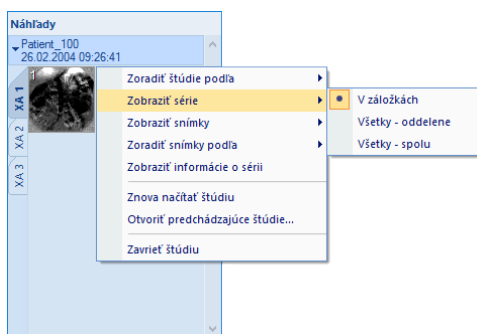 Náhľady
Patient_100
26.02.2004 09:26:41
XA 1
XA 2
XA 3
1
Zoradiť štúdie podľa
Zobraziť série
Zobraziť snímky
Zoradiť snímky podľa
Zobraziť informácie o sérii
Znova načítať štúdiu
Otvoriť predchádzajúce štúdie...
Zavrieť štúdiu
V záložkách
Všetky - oddelene
Všetky - spolu